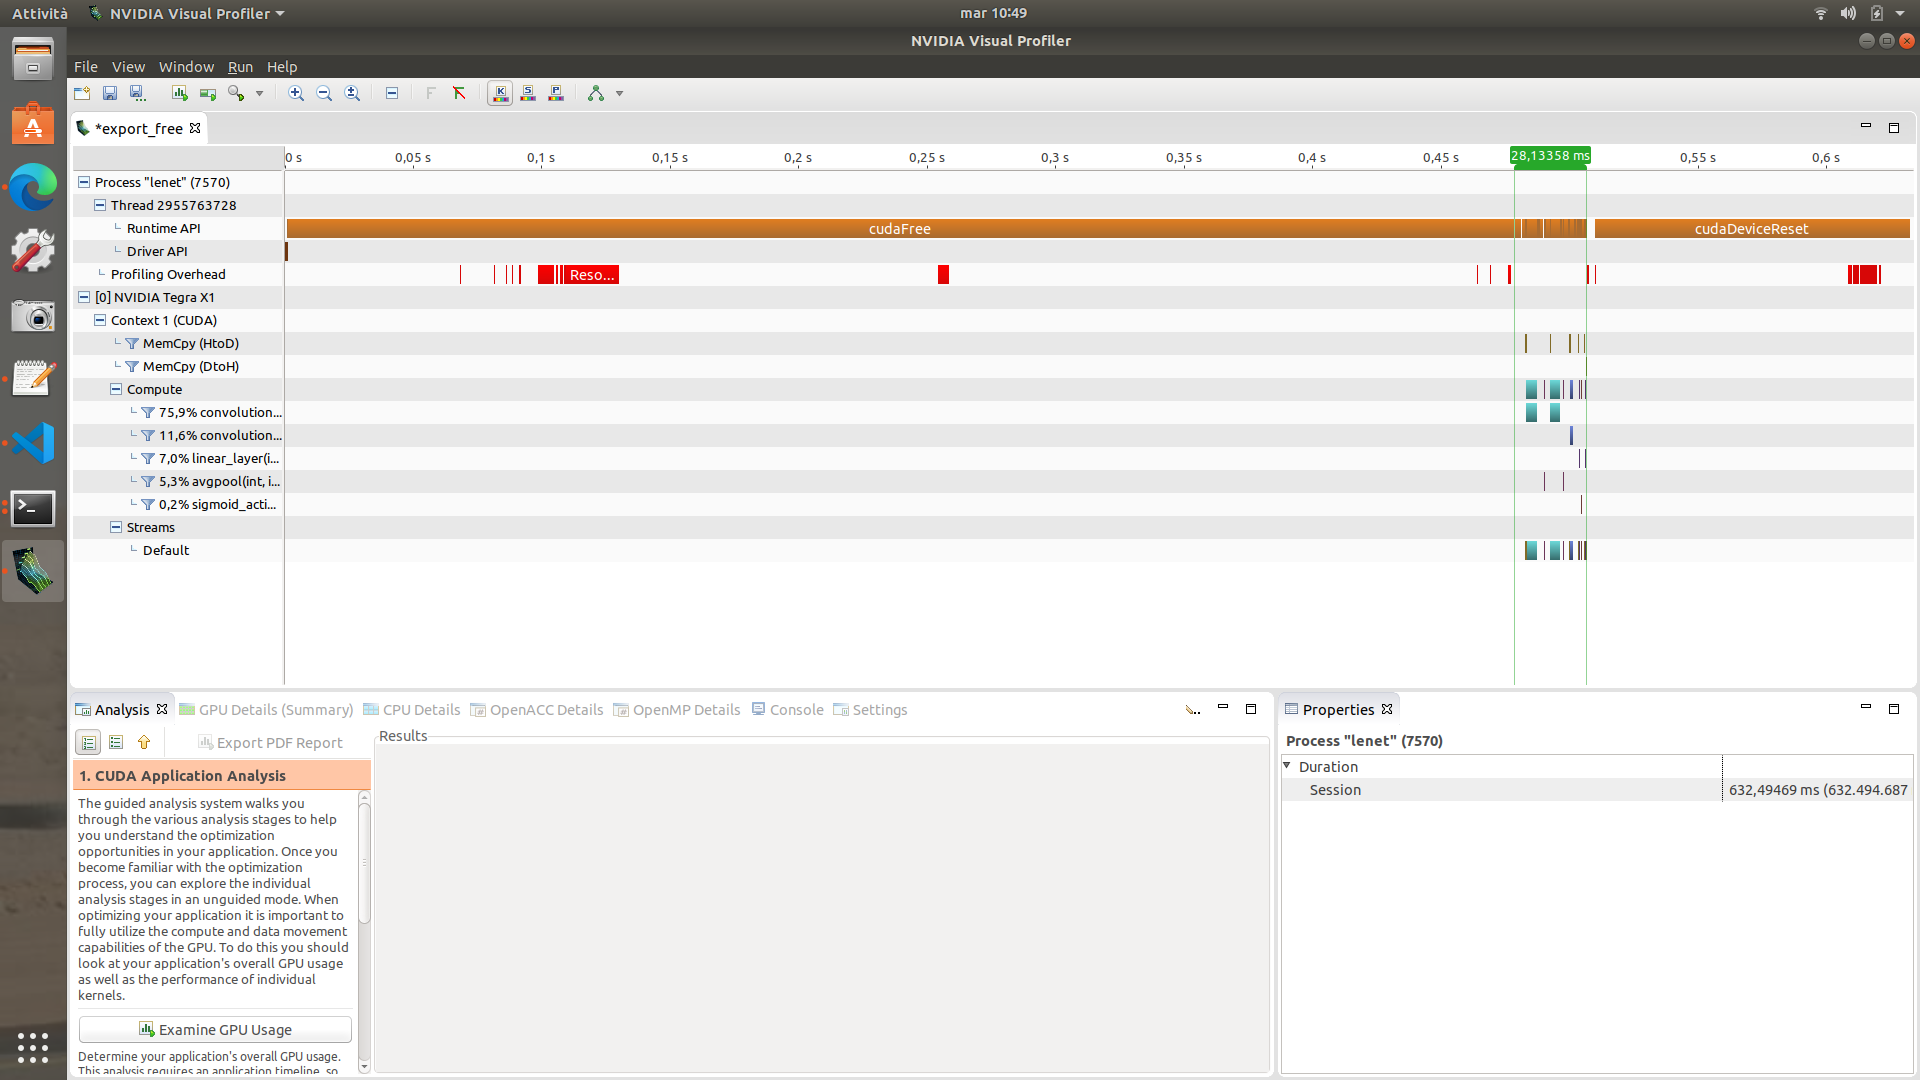 Attività NVIDIA Visual Profiler mar 10:49
NVIDIA Visual Profiler
File View Window Run Help
*export_free
0 s 0,05 s 0,1 s 0,15 s 0,2 s 0,25 s 0,3 s 0,35 s 0,4 s 0,45 s 28,13358 ms 0,55 s 0,6 s
Process "lenet" (7570)
Thread 2955763728
Runtime API cudaFree cudaDeviceReset
Driver API
Profiling Overhead Reso...
[0] NVIDIA Tegra X1
Context 1 (CUDA)
MemCpy (HtoD)
MemCpy (DtoH)
Compute
75,9% convolution...
11,6% convolution...
7,0% linear_layer(i...
5,3% avgpool(int, i...
0,2% sigmoid_acti...
Streams
Default
Analysis GPU Details (Summary) CPU Details OpenACC Details OpenMP Details Console Settings
Export PDF Report
Results
1. CUDA Application Analysis
The guided analysis system walks you
through the various analysis stages to help
you understand the optimization
opportunities in your application. Once you
become familiar with the optimization
process, you can explore the individual
analysis stages in an unguided mode. When
optimizing your application it is important to
fully utilize the compute and data movement
capabilities of the GPU. To do this you should
look at your application's overall GPU usage
as well as the performance of individual
kernels.
Examine GPU Usage
Determine your application's overall GPU usage.
This analysis requires an application timeline, so
Properties
Process "lenet" (7570)
Duration
Session 632,49469 ms (632.494.687